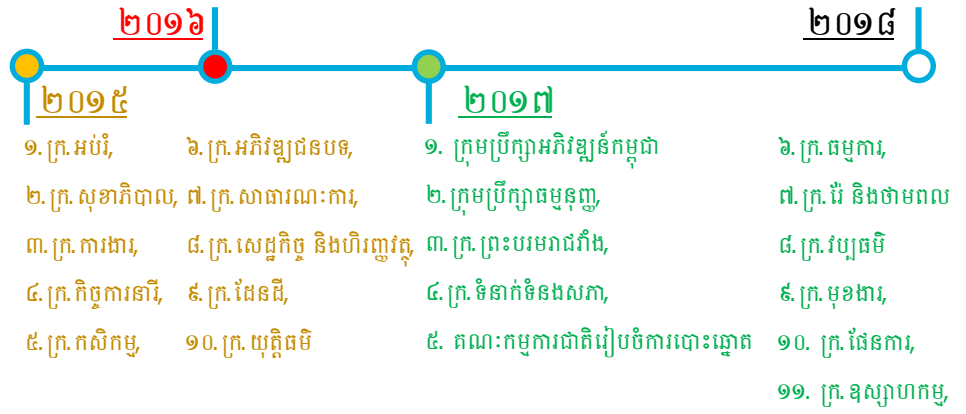 ២០១៦
២០១៨
២០១៥
២០១៧
១. ក្រ. អប់រំ,
២. ក្រ. សុខាភិបាល,
៣. ក្រ. ការងារ,
៤. ក្រ. កិច្ចការនារី,
៥. ក្រ. កសិកម្ម,
៦. ក្រ. អភិវឌ្ឍជនបទ,
៧. ក្រ. សាធារណៈការ,
៨. ក្រ. សេដ្ឋកិច្ច និងហិរញ្ញវត្ថុ,
៩. ក្រ. ដែនដី,
១០. ក្រ. យុត្តិធម៌
១. ក្រុមប្រឹក្សាអភិវឌ្ឍន៍កម្ពុជា
២. ក្រុមប្រឹក្សាធម្មនុញ្ញ,
៣. ក្រ. ព្រះបរមរាជវាំង,
៤. ក្រ. ទំនាក់ទំនងសភា,
៥. គណៈកម្មការជាតិរៀបចំការបោះឆ្នោត
៦. ក្រ. ធម្មការ,
៧. ក្រ. រ៉ែ និងថាមពល
៨. ក្រ. វប្បធម៌
៩. ក្រ. មុខងារ,
១០. ក្រ. ផែនការ,
១១. ក្រ. ឧស្សាហកម្ម,